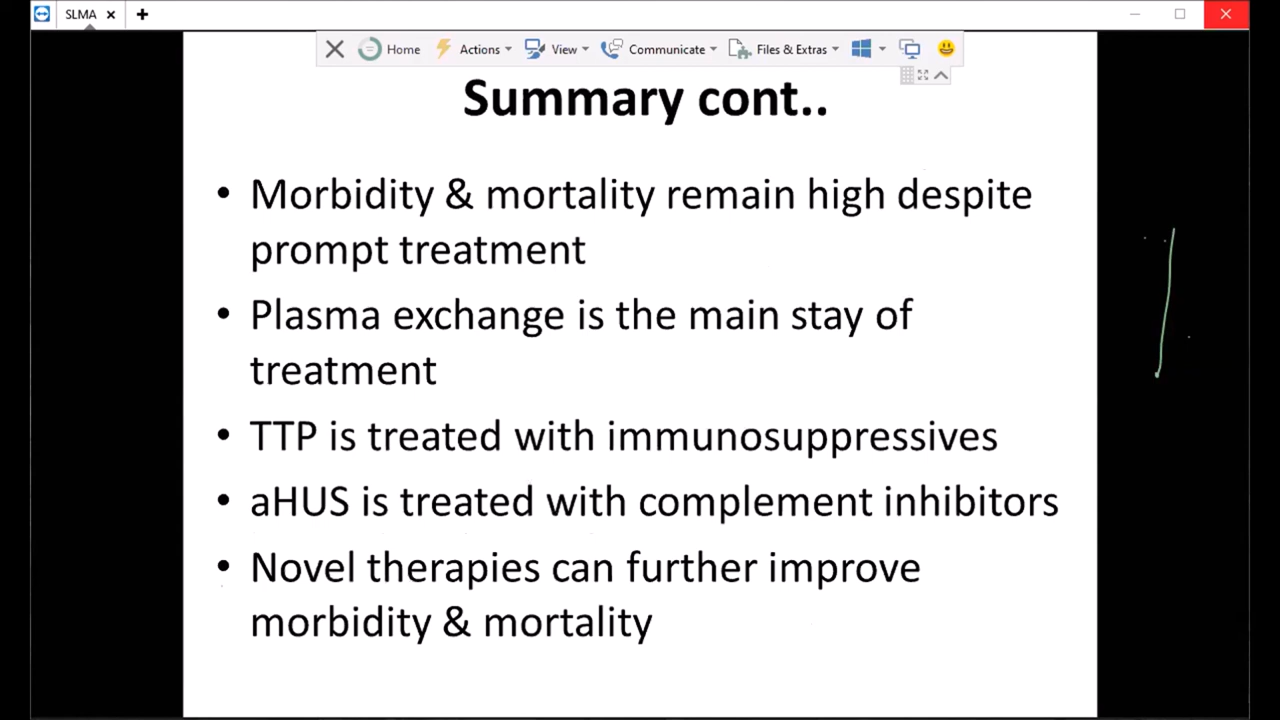 SLMA
Home Actions View Communicate Files & Extras
Summary cont..
• Morbidity & mortality remain high despite
prompt treatment
• Plasma exchange is the main stay of
treatment
• TTP is treated with immunosuppressives
• aHUS is treated with complement inhibitors
• Novel therapies can further improve
morbidity & mortality